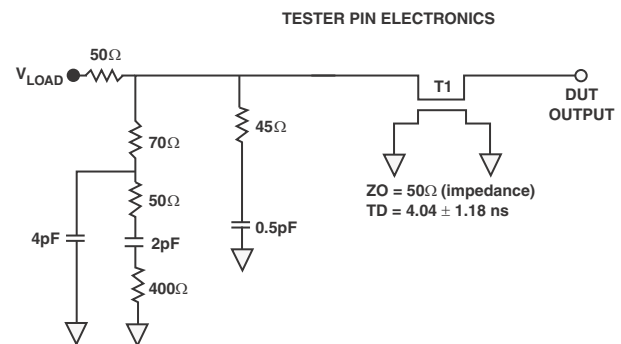 TESTER PIN ELECTRONICS
50Ω
VLOAD
T1
DUT
OUTPUT
45Ω
70Ω
ZO = 50Ω (impedance)
TD = 4.04 ± 1.18 ns
50Ω
0.5pF
4pF
2pF
400Ω